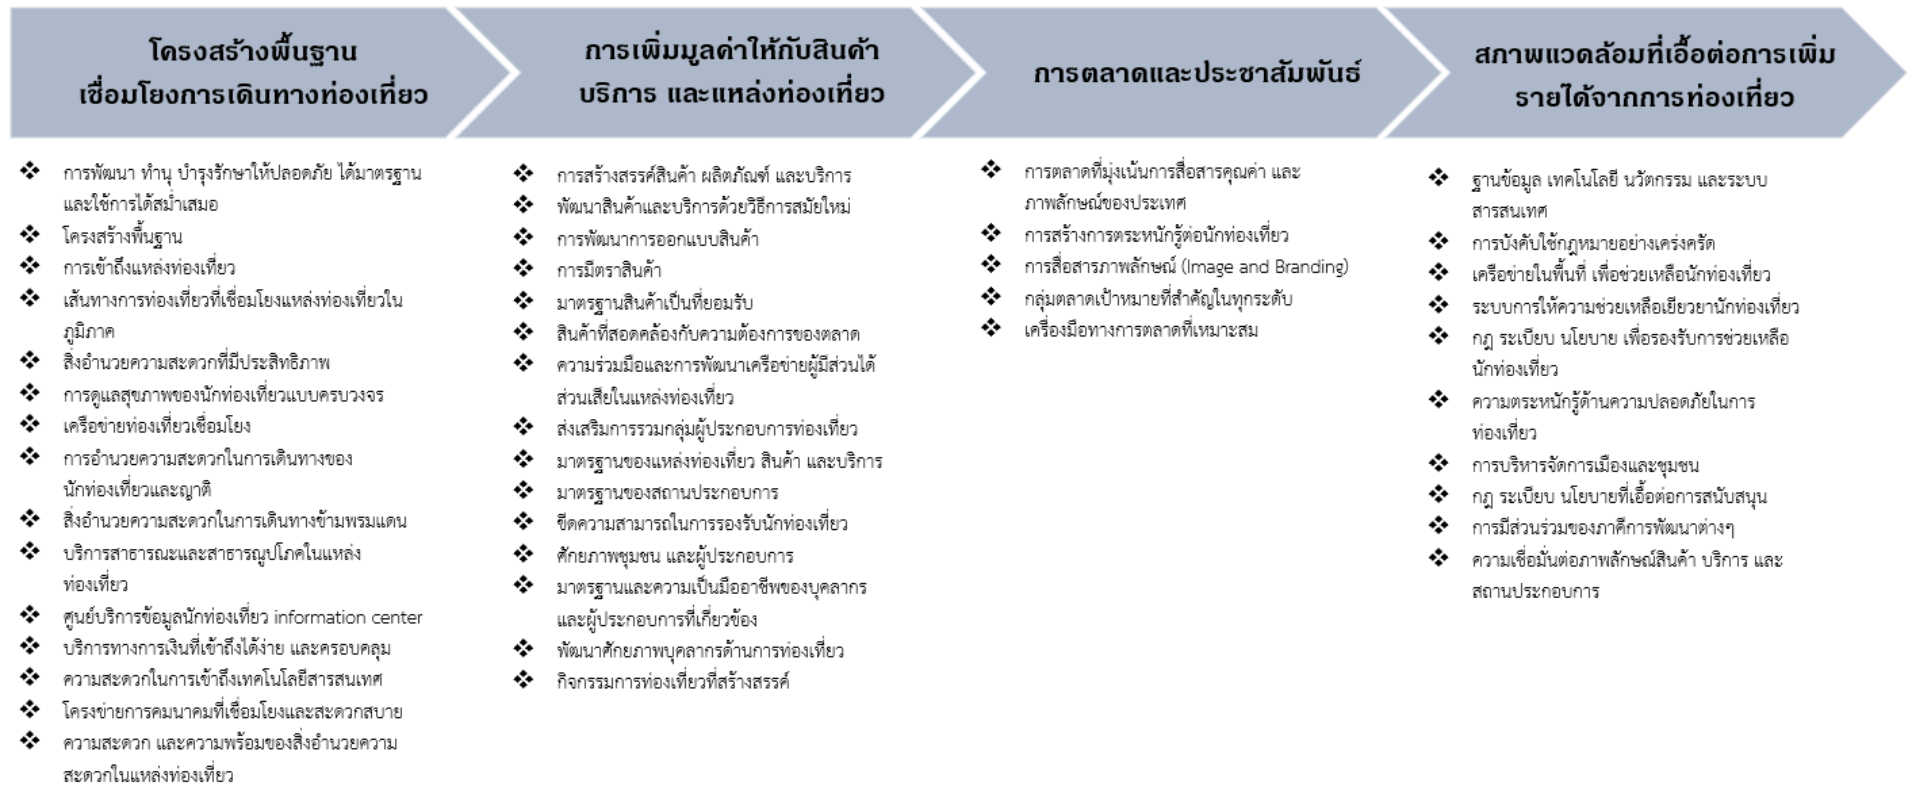 โครงสร้างพื้นฐาน
เชื่อมโยงการเดินทางท่องเที่ยว
❖ การพัฒนา ทำนุ บำรุงรักษาให้ปลอดภัย ได้มาตรฐาน
และใช้การได้สม่ำเสมอ
❖ โครงสร้างพื้นฐาน
❖ การเข้าถึงแหล่งท่องเที่ยว
❖ เส้นทางการท่องเที่ยวที่เชื่อมโยงแหล่งท่องเที่ยวใน
ภูมิภาค
❖ สิ่งอำนวยความสะดวกที่มีประสิทธิภาพ
❖ การดูแลสุขภาพของนักท่องเที่ยวแบบครบวงจร
❖ เครือข่ายท่องเที่ยวเชื่อมโยง
❖ การอำนวยความสะดวกในการเดินทางของ
นักท่องเที่ยวและญาติ
❖ สิ่งอำนวยความสะดวกในการเดินทางข้ามพรมแดน
❖ บริการสาธารณะและสาธารณูปโภคในแหล่ง
ท่องเที่ยว
❖ ศูนย์บริการข้อมูลนักท่องเที่ยว information center
❖ บริการทางการเงินที่เข้าถึงได้ง่าย และครอบคลุม
❖ ความสะดวกในการเข้าถึงเทคโนโลยีสารสนเทศ
❖ โครงข่ายการคมนาคมที่เชื่อมโยงและสะดวกสบาย
❖ ความสะดวก และความพร้อมของสิ่งอำนวยความ
สะดวกในแหล่งท่องเที่ยว
การเพิ่มมูลค่าให้กับสินค้า
บริการ และแหล่งท่องเที่ยว
❖ การสร้างสรรค์สินค้า ผลิตภัณฑ์ และบริการ
❖ พัฒนาสินค้าและบริการด้วยวิธีการสมัยใหม่
❖ การพัฒนาการออกแบบสินค้า
❖ การมีตราสินค้า
❖ มาตรฐานสินค้าเป็นที่ยอมรับ
❖ สินค้าที่สอดคล้องกับความต้องการของตลาด
❖ ความร่วมมือและการพัฒนาเครือข่ายผู้มีส่วนได้
ส่วนเสียในแหล่งท่องเที่ยว
❖ ส่งเสริมการรวมกลุ่มผู้ประกอบการท่องเที่ยว
❖ มาตรฐานของแหล่งท่องเที่ยว สินค้า และบริการ
❖ มาตรฐานของสถานประกอบการ
❖ ขีดความสามารถในการรองรับนักท่องเที่ยว
❖ ศักยภาพชุมชน และผู้ประกอบการ
❖ มาตรฐานและความเป็นมืออาชีพของบุคลากร
และผู้ประกอบการที่เกี่ยวข้อง
❖ พัฒนาศักยภาพบุคลากรด้านการท่องเที่ยว
❖ กิจกรรมการท่องเที่ยวที่สร้างสรรค์
การตลาดและประชาสัมพันธ์
❖ การตลาดที่มุ่งเน้นการสื่อสารคุณค่า และ
ภาพลักษณ์ของประเทศ
❖ การสร้างการตระหนักรู้ต่อนักท่องเที่ยว
❖ การสื่อสารภาพลักษณ์ (Image and Branding)
❖ กลุ่มตลาดเป้าหมายที่สำคัญในทุกระดับ
❖ เครื่องมือทางการตลาดที่เหมาะสม
สภาพแวดล้อมที่เอื้อต่อการเพิ่ม
รายได้จากการท่องเที่ยว
❖ ฐานข้อมูล เทคโนโลยี นวัตกรรม และระบบ
สารสนเทศ
❖ การบังคับใช้กฎหมายอย่างเคร่งครัด
❖ เครือข่ายในพื้นที่ เพื่อช่วยเหลือนักท่องเที่ยว
❖ ระบบการให้ความช่วยเหลือเยียวยานักท่องเที่ยว
❖ กฎ ระเบียบ นโยบาย เพื่อรองรับการช่วยเหลือ
นักท่องเที่ยว
❖ ความตระหนักรู้ด้านความปลอดภัยในการ
ท่องเที่ยว
❖ การบริหารจัดการเมืองและชุมชน
❖ กฎ ระเบียบ นโยบายที่เอื้อต่อการสนับสนุน
❖ การมีส่วนร่วมของภาคีการพัฒนาต่างๆ
❖ ความเชื่อมั่นต่อภาพลักษณ์สินค้า บริการ และ
สถานประกอบการ